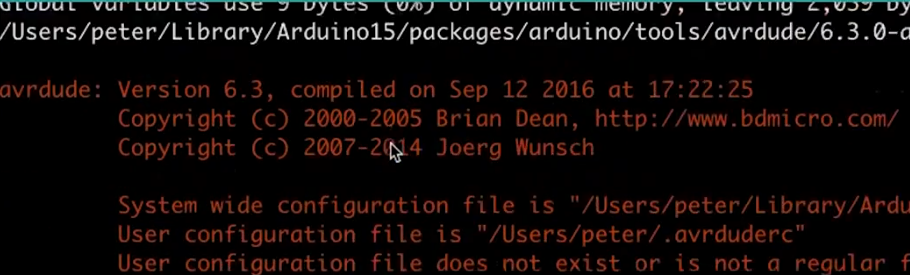 Global variables use 9 bytes (0%) of dynamic memory, leaving 2,039 by
/Users/peter/Library/Arduino15/packages/arduino/tools/avrdude/6.3.0-a
avrdude: Version 6.3, compiled on Sep 12 2016 at 17:22:25
Copyright (c) 2000-2005 Brian Dean, http://www.bdmicro.com/
Copyright (c) 2007-2014 Joerg Wunsch
System wide configuration file is "/Users/peter/Library/Ardu
User configuration file is "/Users/peter/.avrduderc"
User configuration file does not exist or is not a regular f